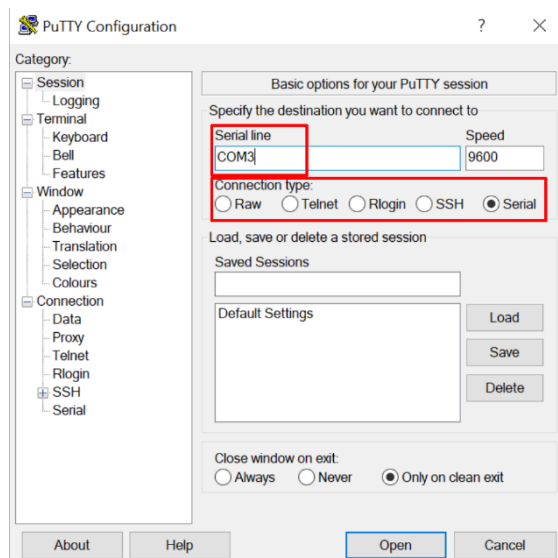 PuTTY Configuration
?
Category:
Session
Logging
Terminal
Keyboard
Bell
Features
Window
Appearance
Behaviour
Translation
Selection
Colours
Connection
Data
Proxy
Telnet
Rlogin
SSH
Serial
Basic options for your PuTTY session
Specify the destination you want to connect to
Serial line Speed
COM3 9600
Connection type:
Raw Telnet Rlogin SSH Serial
Load, save or delete a stored session
Saved Sessions
Default Settings
Load
Save
Delete
Close window on exit:
Always Never Only on clean exit
About Help Open Cancel